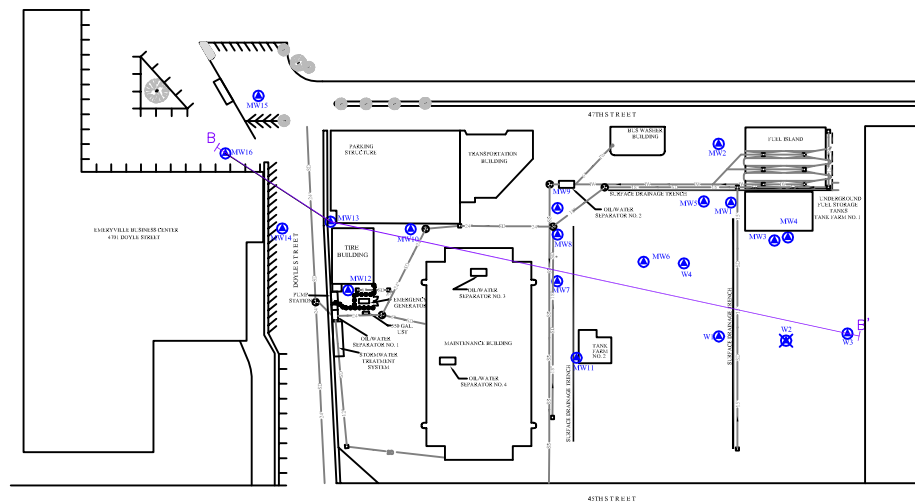 47TH STREET
MW15
BUS WASHER
BUILDING
FUEL ISLAND
B
PARKING
STRUCTURE
MW2
MW16
TRANSPORTATION
BUILDING
MW9
SURFACE DRAINAGE TRENCH
UNDERGROUND
FUEL STORAGE
TANKS
TANK FARM NO. 1
MW5
MW1
OIL/WATER
SEPARATOR NO. 2
MW13
MW4
EMERYVILLE BUSINESS CENTER
4701 DOYLE STREET
MW14
MW10
MW8
MW3
DOYLE STREET
TIRE
BUILDING
MW6
W4
MW12
OIL/WATER
SEPARATOR NO. 3
MW7
PUMP
STATION
EMERGENCY
GENERATOR
SURFACE DRAINAGE TRENCH
550 GAL.
UST
B'
W1
W2
W3
OIL/WATER
SEPARATOR NO. 1
MAINTENANCE BUILDING
TANK
FARM
NO. 2
STORMWATER
TREATMENT
SYSTEM
MW11
OIL/WATER
SEPARATOR NO. 4
SURFACE DRAINAGE TRENCH
45TH STREET